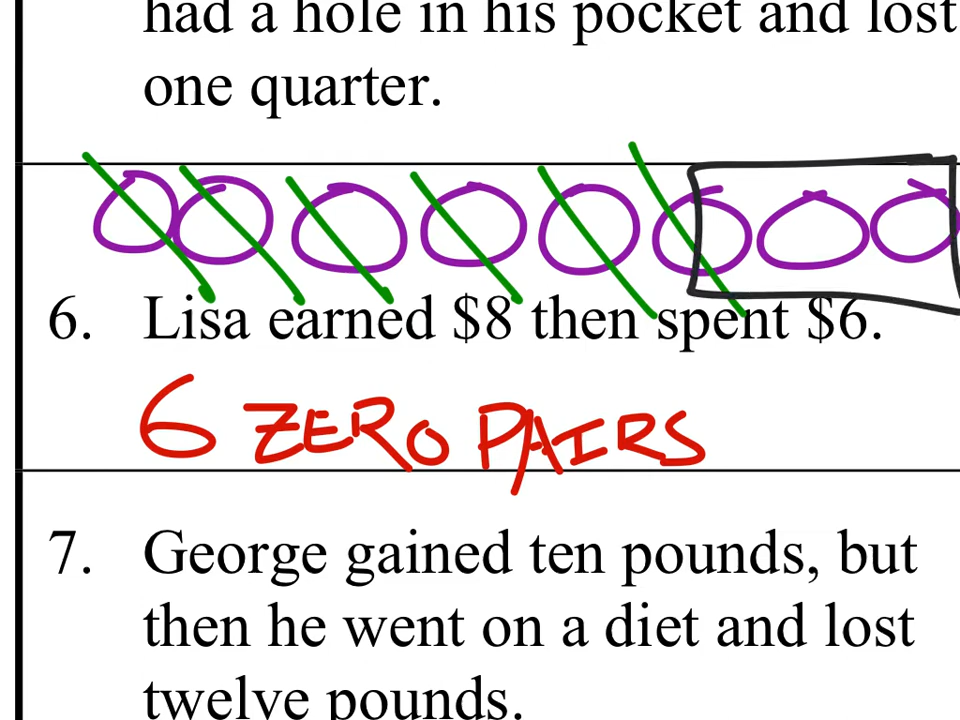 had a hole in his pocket and lost
one quarter.
6. Lisa earned $8 then spent $6.
6 ZERO PAIRS
7. George gained ten pounds, but
then he went on a diet and lost
twelve pounds.